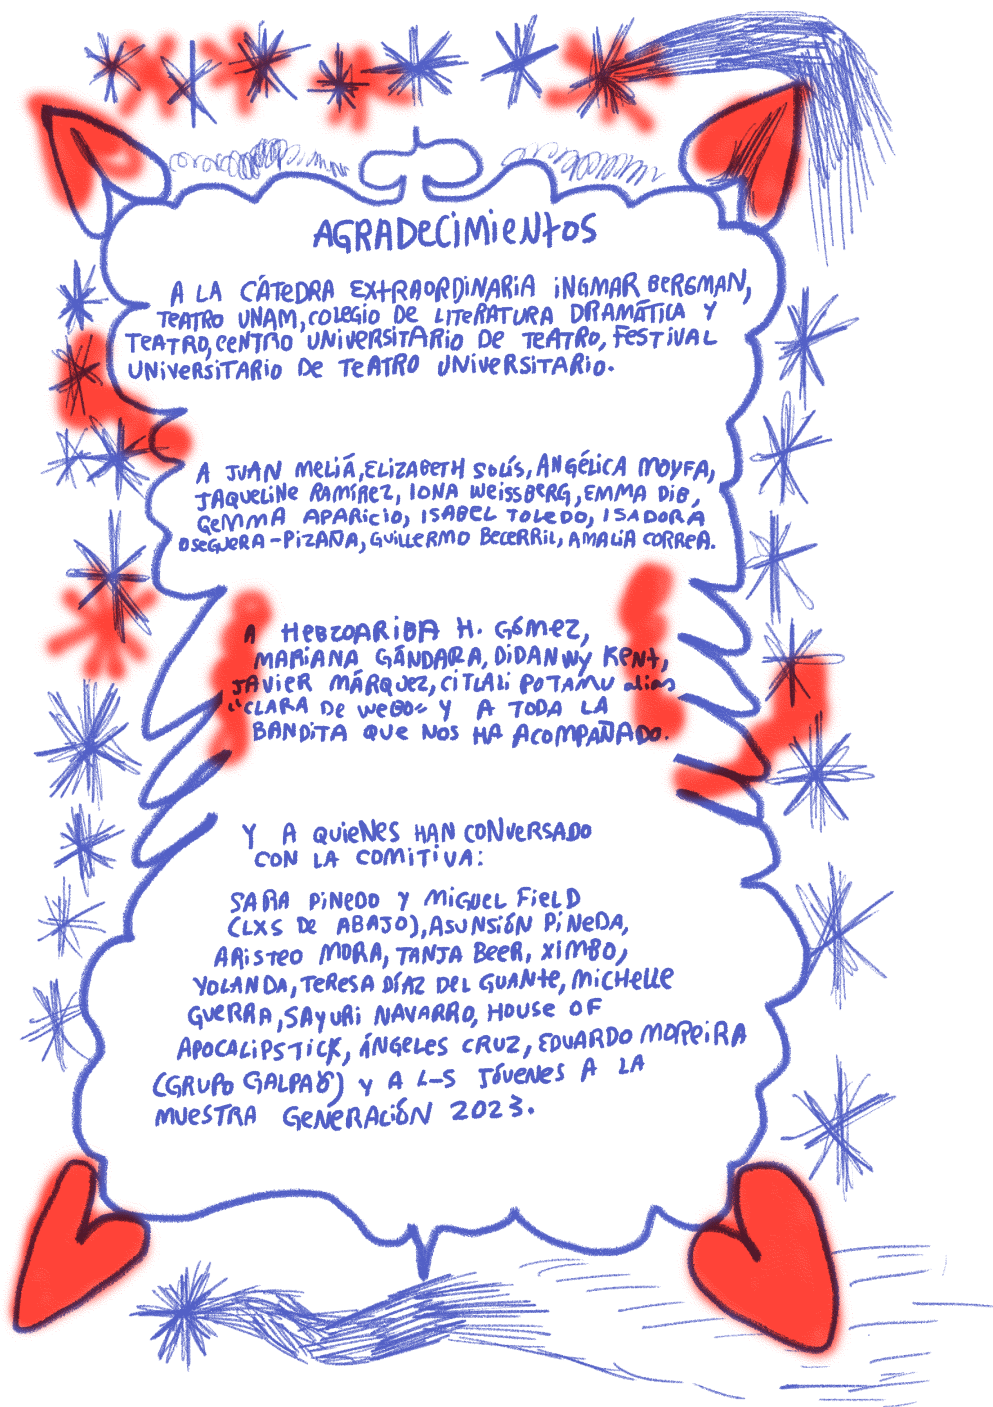 AGRADECIMIENTOS
A LA CÁTEDRA EXTRAORDINARIA INGMAR BERGMAN,
TEATRO UNAM, COLEGIO DE LITERATURA DRAMÁTICA Y
TEATRO, CENTRO UNIVERSITARIO DE TEATRO, FESTIVAL
UNIVERSITARIO DE TEATRO UNIVERSITARIO.
A JUAN MELIÁ, ELIZABETH SOLÍS, ANGÉLICA MOYFA,
JAQUELINE RAMÍREZ, IONA WEISSBERG, EMMA DIB,
GEMMA APARICIO, ISABEL TOLEDO, ISADORA
OSEGUERA-PIZAÑA, GUILLERMO BECERRIL, AMALIA CORREA.
A HEBZOARIBA H. GÓMEZ,
MARIANA GÁNDARA, DIDANWY KENT,
JAVIER MÁRQUEZ, CITLALI POTAMU alias
"CLARA DE WEBO" Y A TODA LA
BANDITA QUE NOS HA ACOMPAÑADO.
Y A QUIENES HAN CONVERSADO
CON LA COMITIVA:
SARA PINEDO Y MIGUEL FIELD
(LXS DE ABAJO), ASUNSIÓN PINEDA,
ARISTEO MORA, TANJA BEER, XIMBO,
YOLANDA, TERESA DÍAZ DEL GUANTE, MICHELLE
GUERRA, SAYURI NAVARRO, HOUSE OF
APOCALIPSTICK, ÁNGELES CRUZ, EDUARDO MOREIRA
(GRUPO GALPAÕ) Y A L-S JÓVENES A LA
MUESTRA GENERACIÓN 2023.